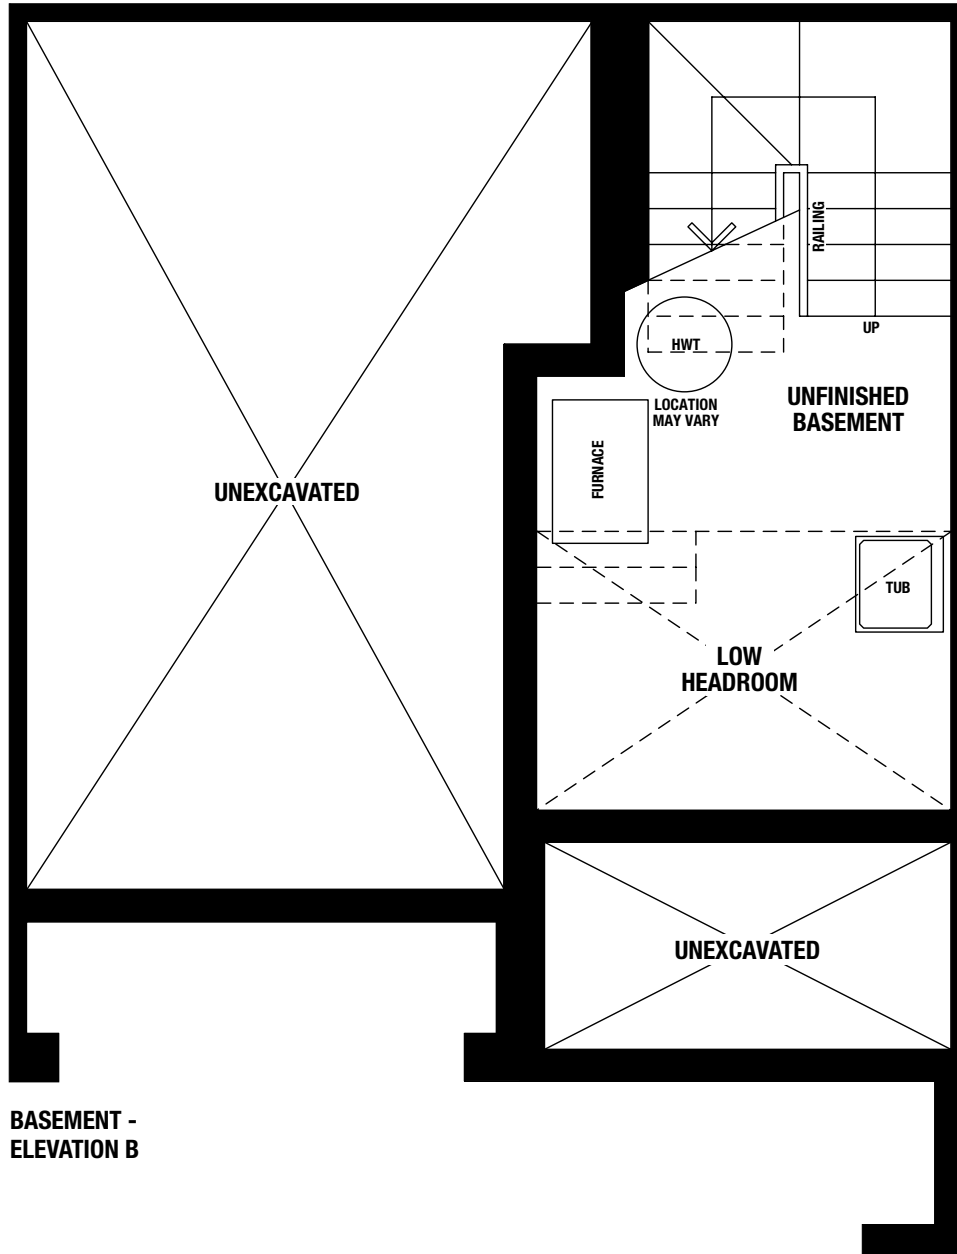 RAILING
UP
HWT
LOCATION
MAY VARY
UNFINISHED
BASEMENT
FURNACE
UNEXCAVATED
TUB
LOW
HEADROOM
UNEXCAVATED
BASEMENT -
ELEVATION B